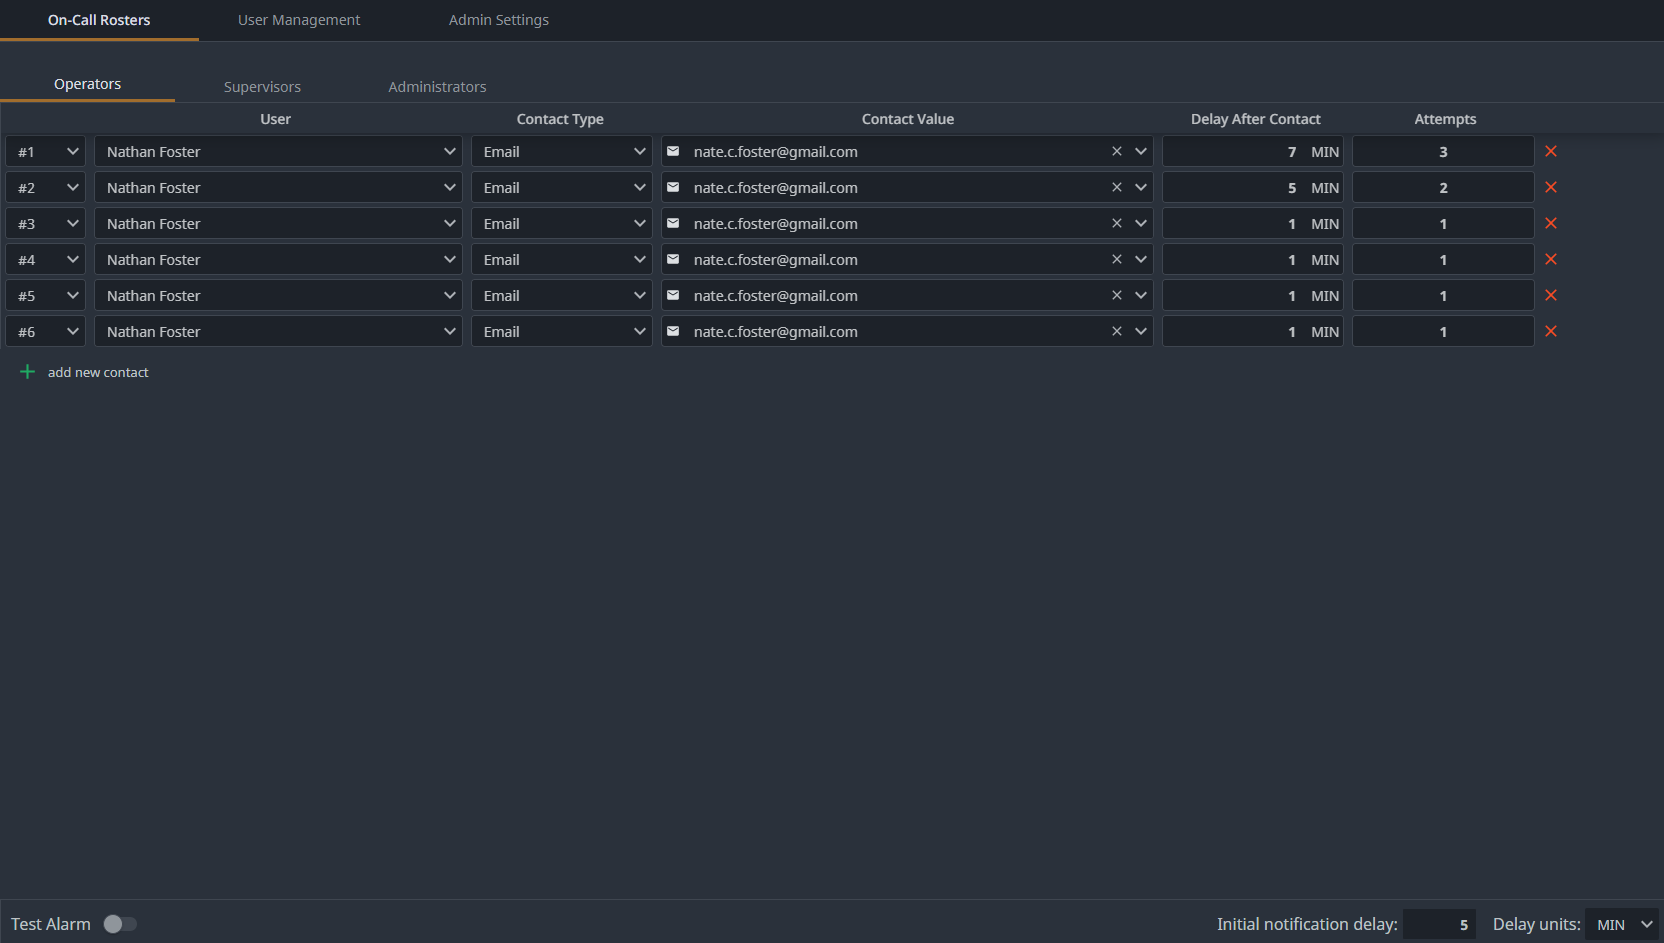 On-Call Rosters User Management Admin Settings
Operators Supervisors Administrators
User Contact Type Contact Value Delay After Contact Attempts
#1 Nathan Foster Email nate.c.foster@gmail.com 7 MIN 3
#2 Nathan Foster Email nate.c.foster@gmail.com 5 MIN 2
#3 Nathan Foster Email nate.c.foster@gmail.com 1 MIN 1
#4 Nathan Foster Email nate.c.foster@gmail.com 1 MIN 1
#5 Nathan Foster Email nate.c.foster@gmail.com 1 MIN 1
#6 Nathan Foster Email nate.c.foster@gmail.com 1 MIN 1
add new contact
Test Alarm Initial notification delay: 5 Delay units: MIN